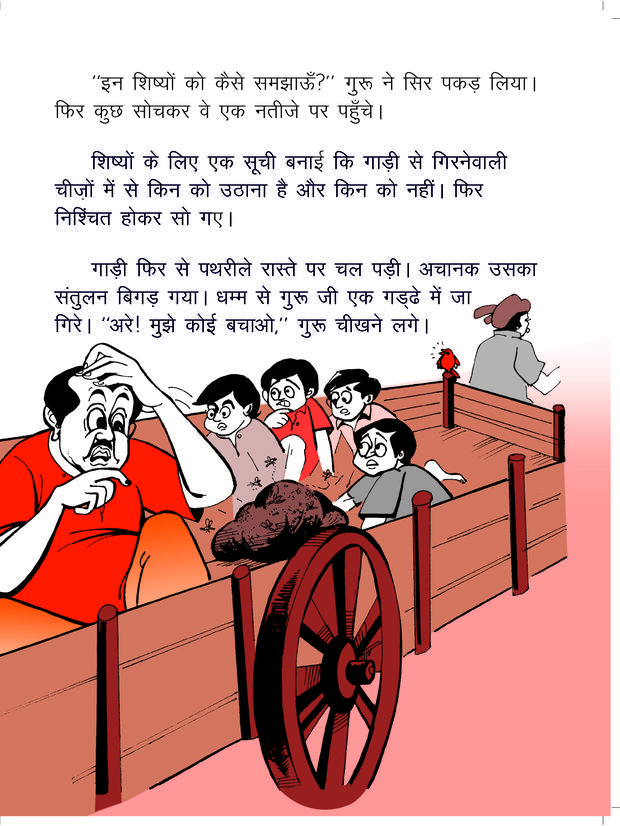 “इन शिष्यों को कैसे समझाऊँ?” गुरू ने सिर पकड़ लिया।
फिर कुछ सोचकर वे एक नतीजे पर पहुँचे।
शिष्यों के लिए एक सूची बनाई कि गाड़ी से गिरनेवाली
चीज़ों में से किन को उठाना है और किन को नहीं। फिर
निश्चिंत होकर सो गए।
गाड़ी फिर से पथरीले रास्ते पर चल पड़ी। अचानक उसका
संतुलन बिगड़ गया। धम्म से गुरू जी एक गड्ढे में जा
गिरे। “अरे! मुझे कोई बचाओ,” गुरू चीखने लगे।